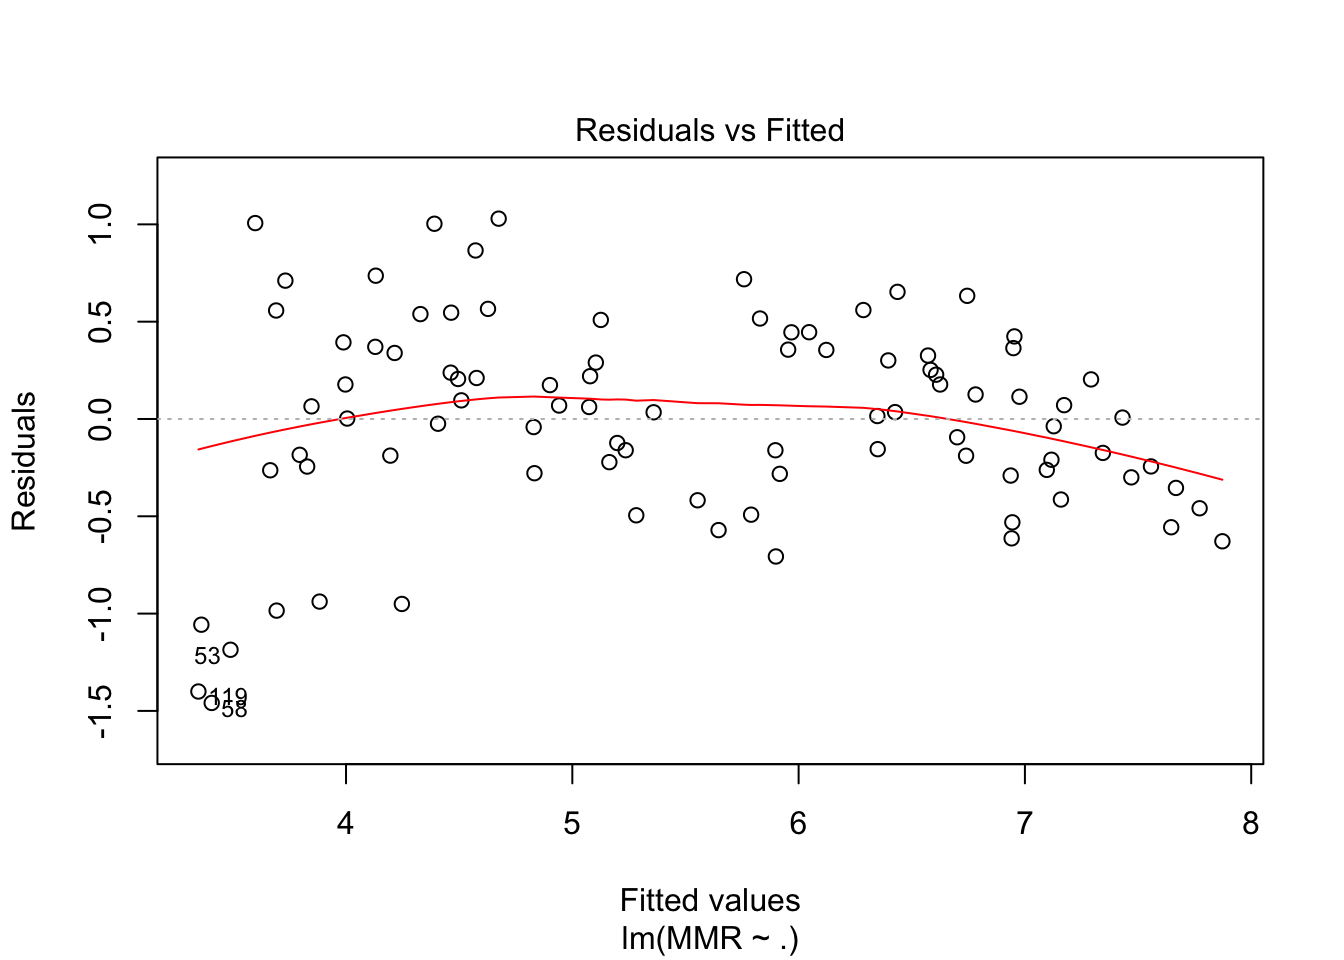 Residuals vs Fitted
Residuals
1.0
0.5
0.0
-0.5
-1.0
-1.5
53
119
58
4 5 6 7 8
Fitted values
lm(MMR ~ .)